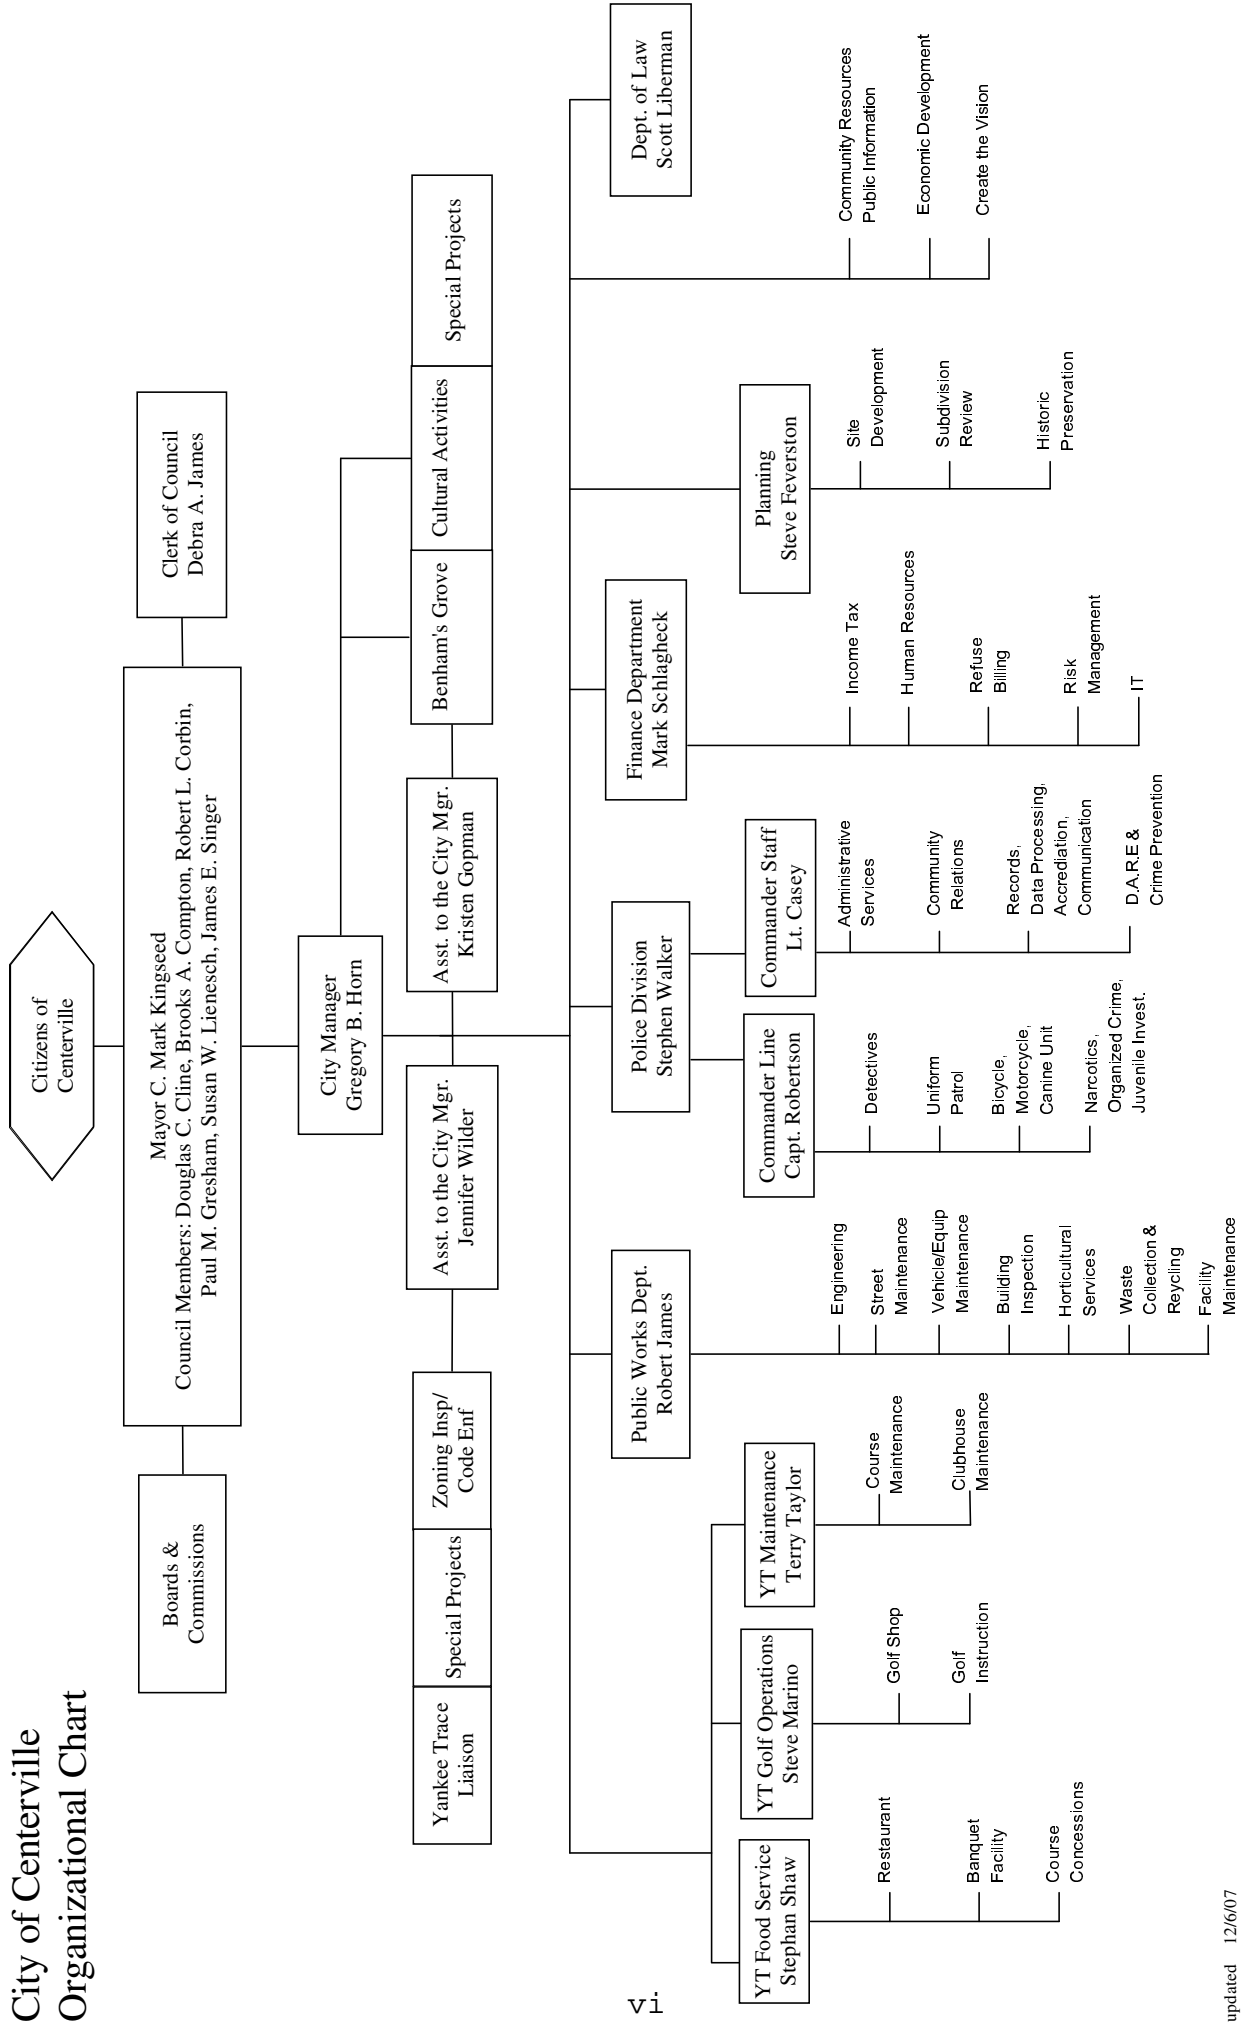 City of Centerville
Organizational Chart
Citizens of
Centerville
Boards &
Commissions
Mayor C. Mark Kingseed
Council Members: Douglas C. Cline, Brooks A. Compton, Robert L. Corbin,
Paul M. Gresham, Susan W. Lienesch, James E. Singer
Clerk of Council
Debra A. James
City Manager
Gregory B. Horn
Yankee Trace
Liaison
Special Projects
Zoning Insp/
Code Enf
Asst. to the City Mgr.
Jennifer Wilder
Asst. to the City Mgr.
Kristen Gopman
Benham's Grove
Cultural Activities
Special Projects
Public Works Dept.
Robert James
Police Division
Stephen Walker
Finance Department
Mark Schlagheck
Dept. of Law
Scott Liberman
YT Food Service
Stephan Shaw
YT Golf Operations
Steve Marino
YT Maintenance
Terry Taylor
Commander Line
Capt. Robertson
Commander Staff
Lt. Casey
Planning
Steve Feverston
Restaurant
Banquet
Facility
Course
Concessions
Golf Shop
Golf
Instruction
Course
Maintenance
Clubhouse
Maintenance
Engineering
Street
Maintenance
Vehicle/Equip
Maintenance
Building
Inspection
Horticultural
Services
Waste
Collection &
Reycling
Facility
Maintenance
Detectives
Uniform
Patrol
Bicycle,
Motorcycle,
Canine Unit
Narcotics,
Organized Crime,
Juvenile Invest.
Administrative
Services
Community
Relations
Records,
Data Processing,
Accrediation,
Communication
D.A.R.E &
Crime Prevention
Income Tax
Human Resources
Refuse
Billing
Risk
Management
IT
Site
Development
Subdivision
Review
Historic
Preservation
Community Resources
Public Information
Economic Development
Create the Vision
updated 12/6/07
vi